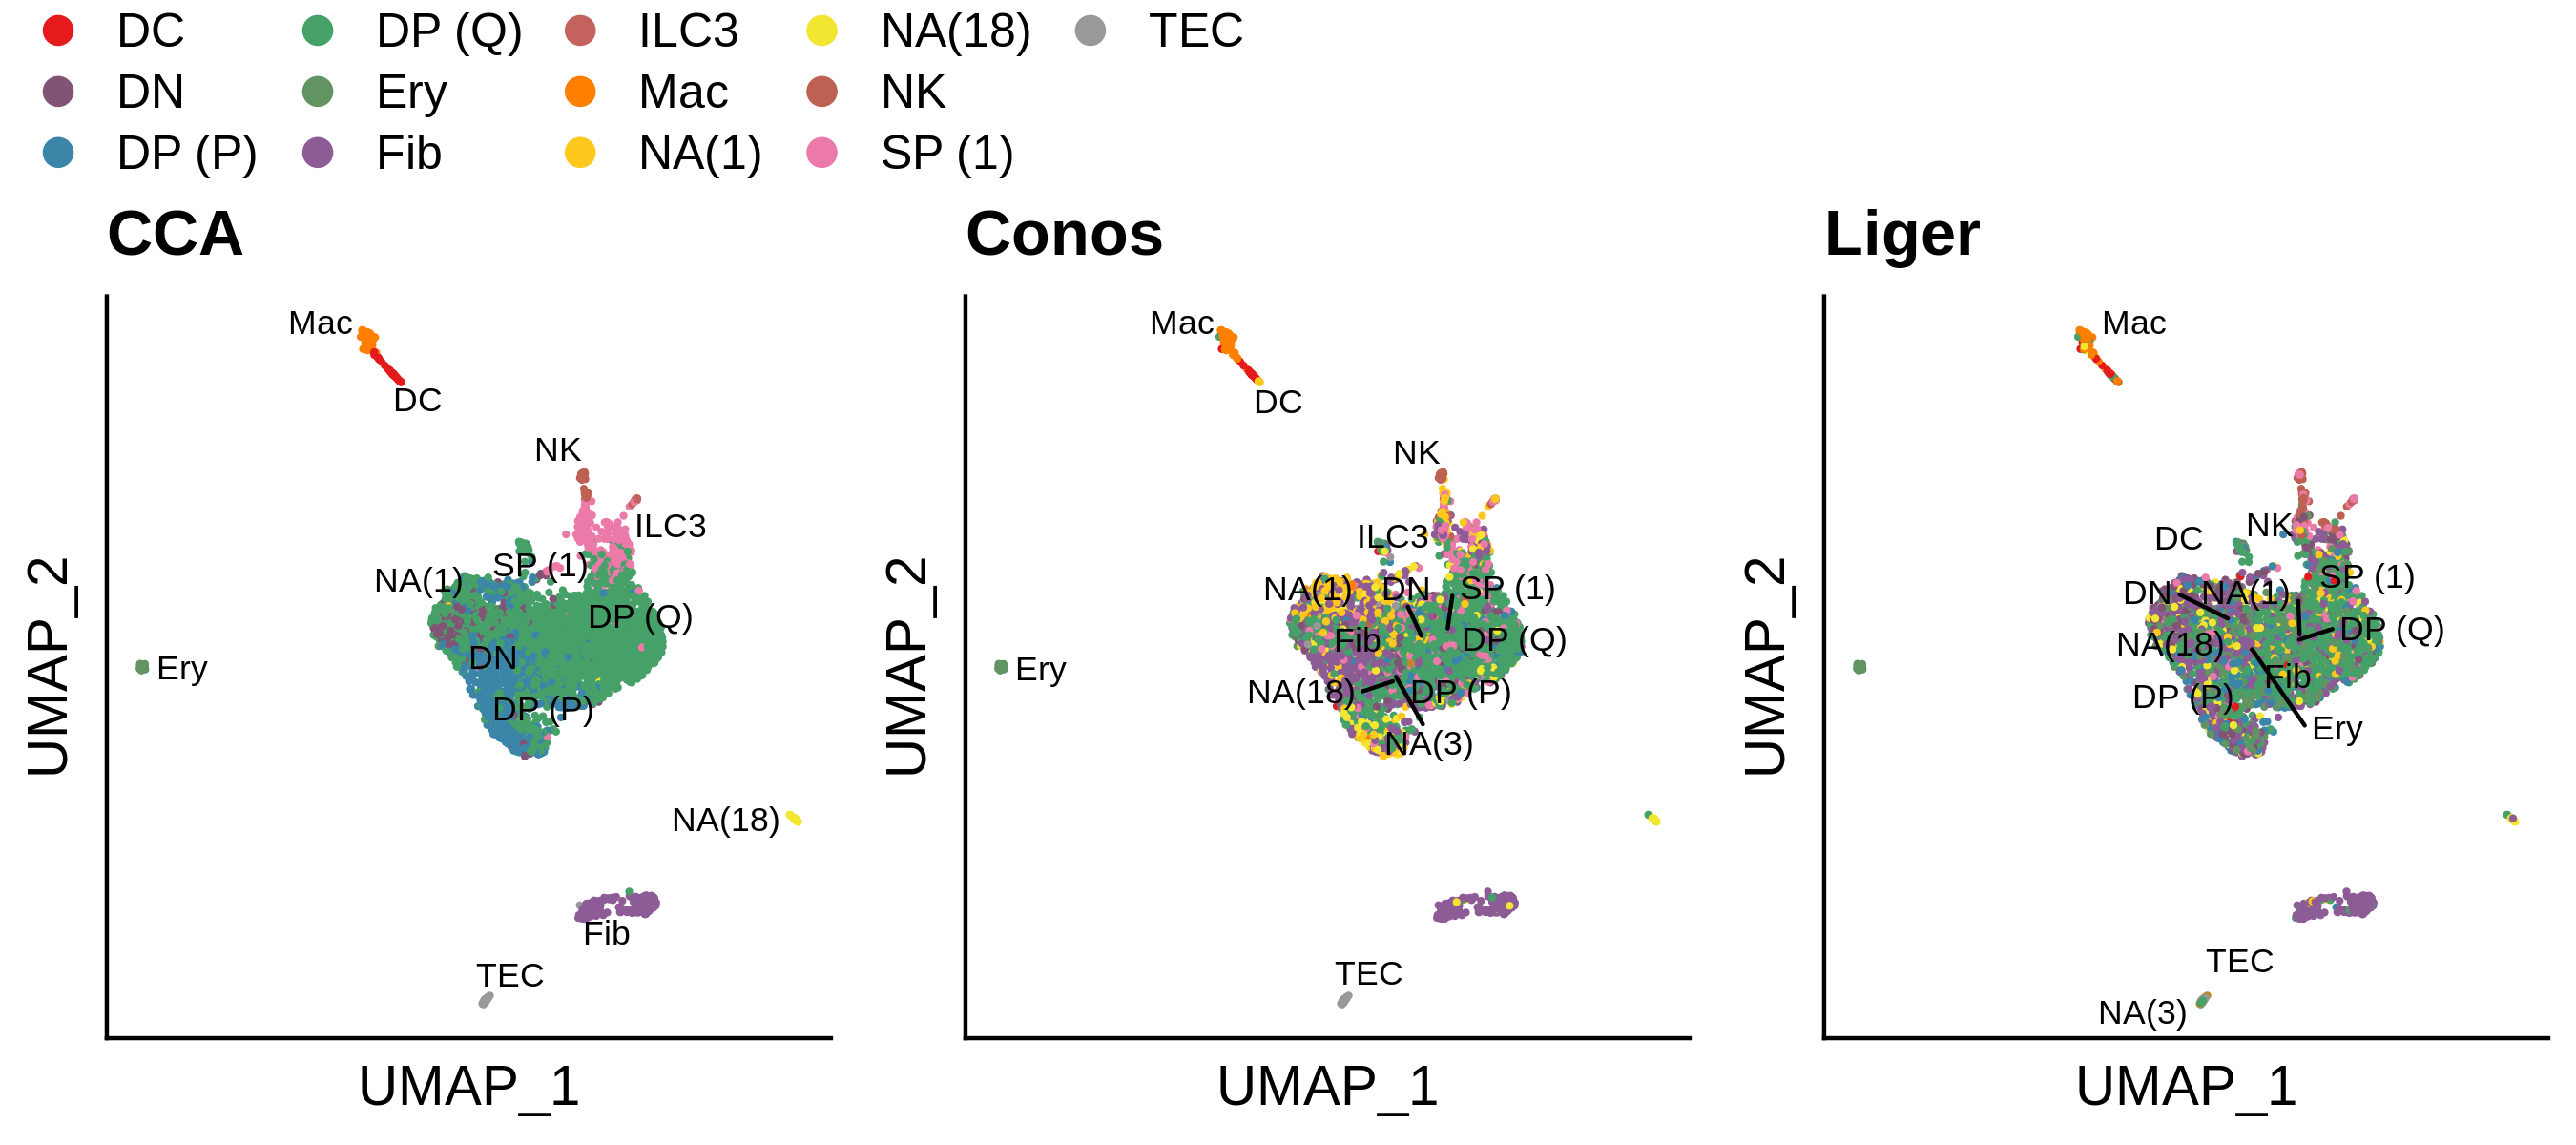 DC DP (Q) ILC3 NA(18) TEC
DN Ery Mac NK
DP (P) Fib NA(1) SP (1)
CCA
Mac
DC
NK
ILC3
SP (1)
NA(1)
DP (Q)
DN
Ery
DP (P)
NA(18)
Fib
TEC
UMAP_2
UMAP_1
Conos
Mac
DC
NK
ILC3
NA(1) DN SP (1)
Fib DP (Q)
Ery
NA(18) DP (P)
NA(3)
TEC
UMAP_2
UMAP_1
Liger
Mac
NK
DC
SP (1)
DN NA(1)
DP (Q)
NA(18)
Fib
DP (P)
Ery
TEC
NA(3)
UMAP_2
UMAP_1